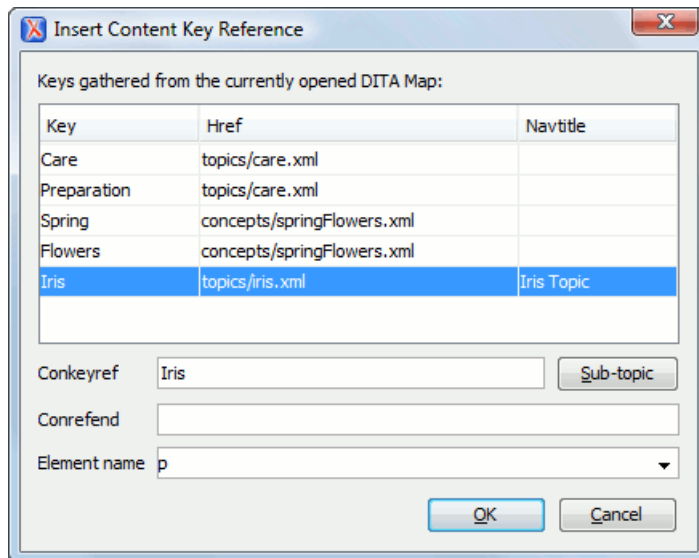 Insert Content Key Reference
Keys gathered from the currently opened DITA Map:
Key Href Navtitle
Care topics/care.xml
Preparation topics/care.xml
Spring concepts/springFlowers.xml
Flowers concepts/springFlowers.xml
Iris topics/iris.xml Iris Topic
Conkeyref Iris Sub-topic
Conrefend
Element name p
OK Cancel